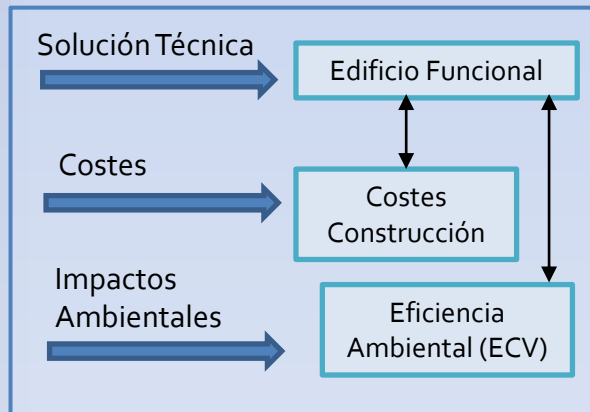 Solución Técnica
Edificio Funcional
Costes
Costes
Construcción
Impactos
Ambientales
Eficiencia
Ambiental (ECV)